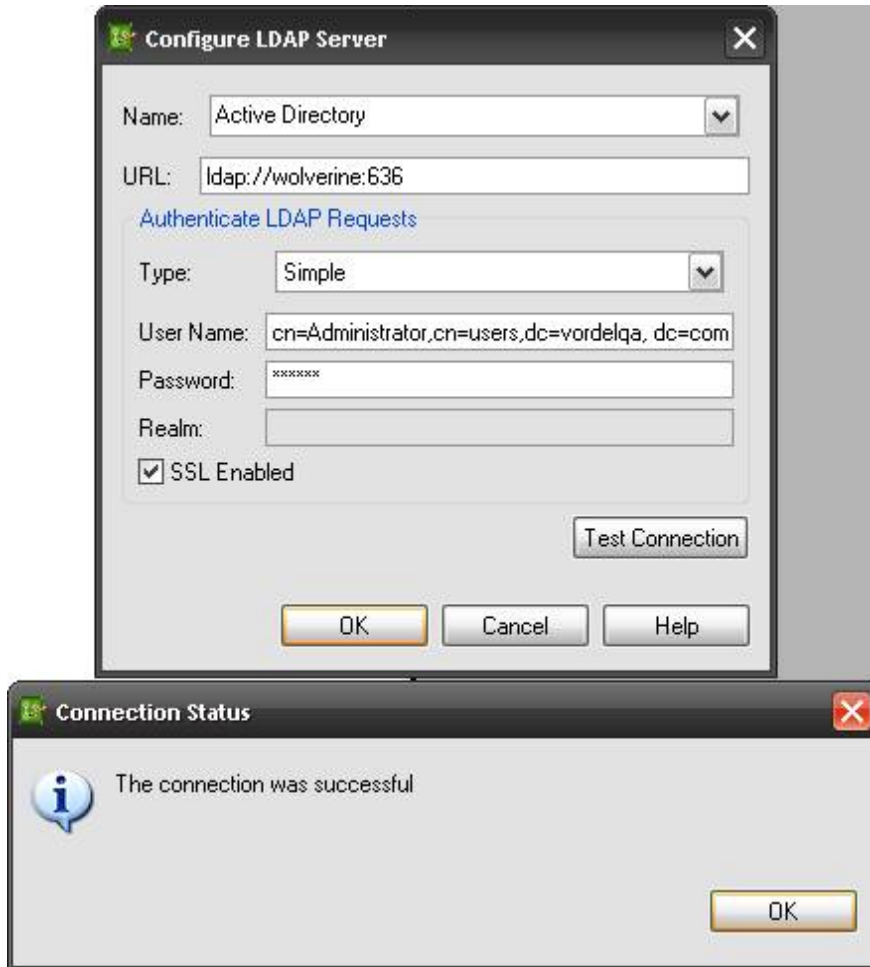 Configure LDAP Server
Name: Active Directory
URL: ldap://wolverine:636
Authenticate LDAP Requests
Type: Simple
User Name: cn=Administrator,cn=users,dc=vordelqa, dc=com
Password: ******
Realm:
SSL Enabled
Test Connection
OK Cancel Help
Connection Status
The connection was successful
OK